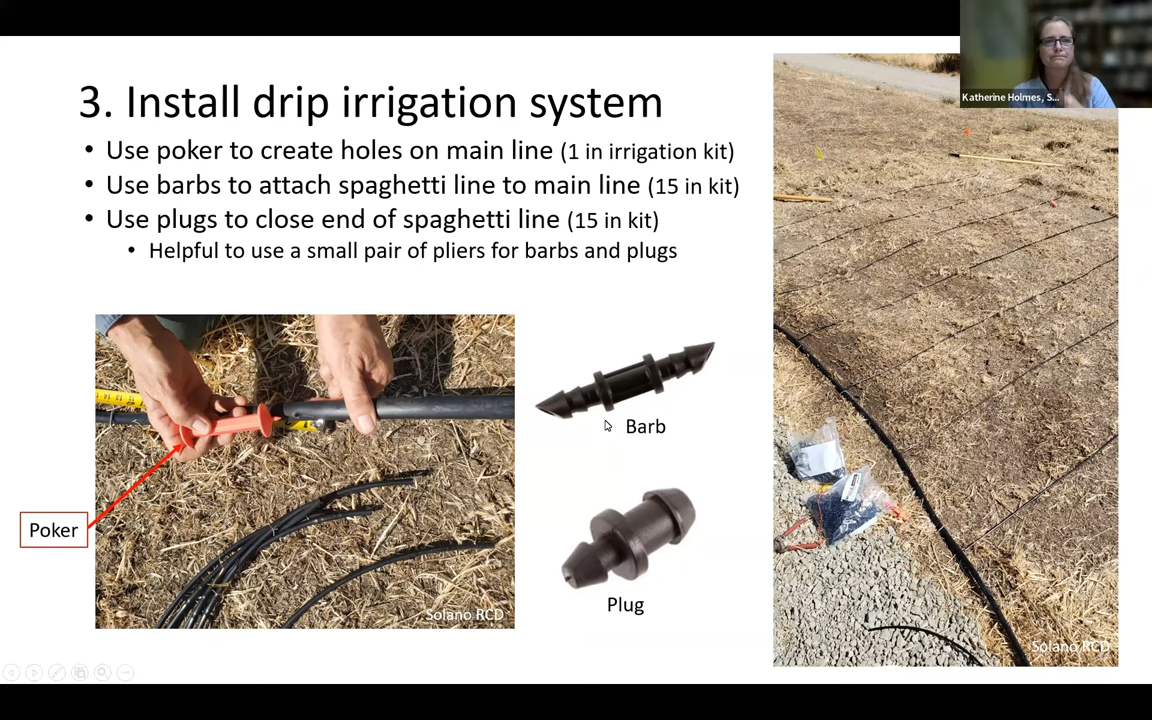 3. Install drip irrigation system
• Use poker to create holes on main line (1 in irrigation kit)
• Use barbs to attach spaghetti line to main line (15 in kit)
• Use plugs to close end of spaghetti line (15 in kit)
• Helpful to use a small pair of pliers for barbs and plugs
Katherine Holmes, S...
Barb
Poker
Plug
Solano RCD
Solano RCD